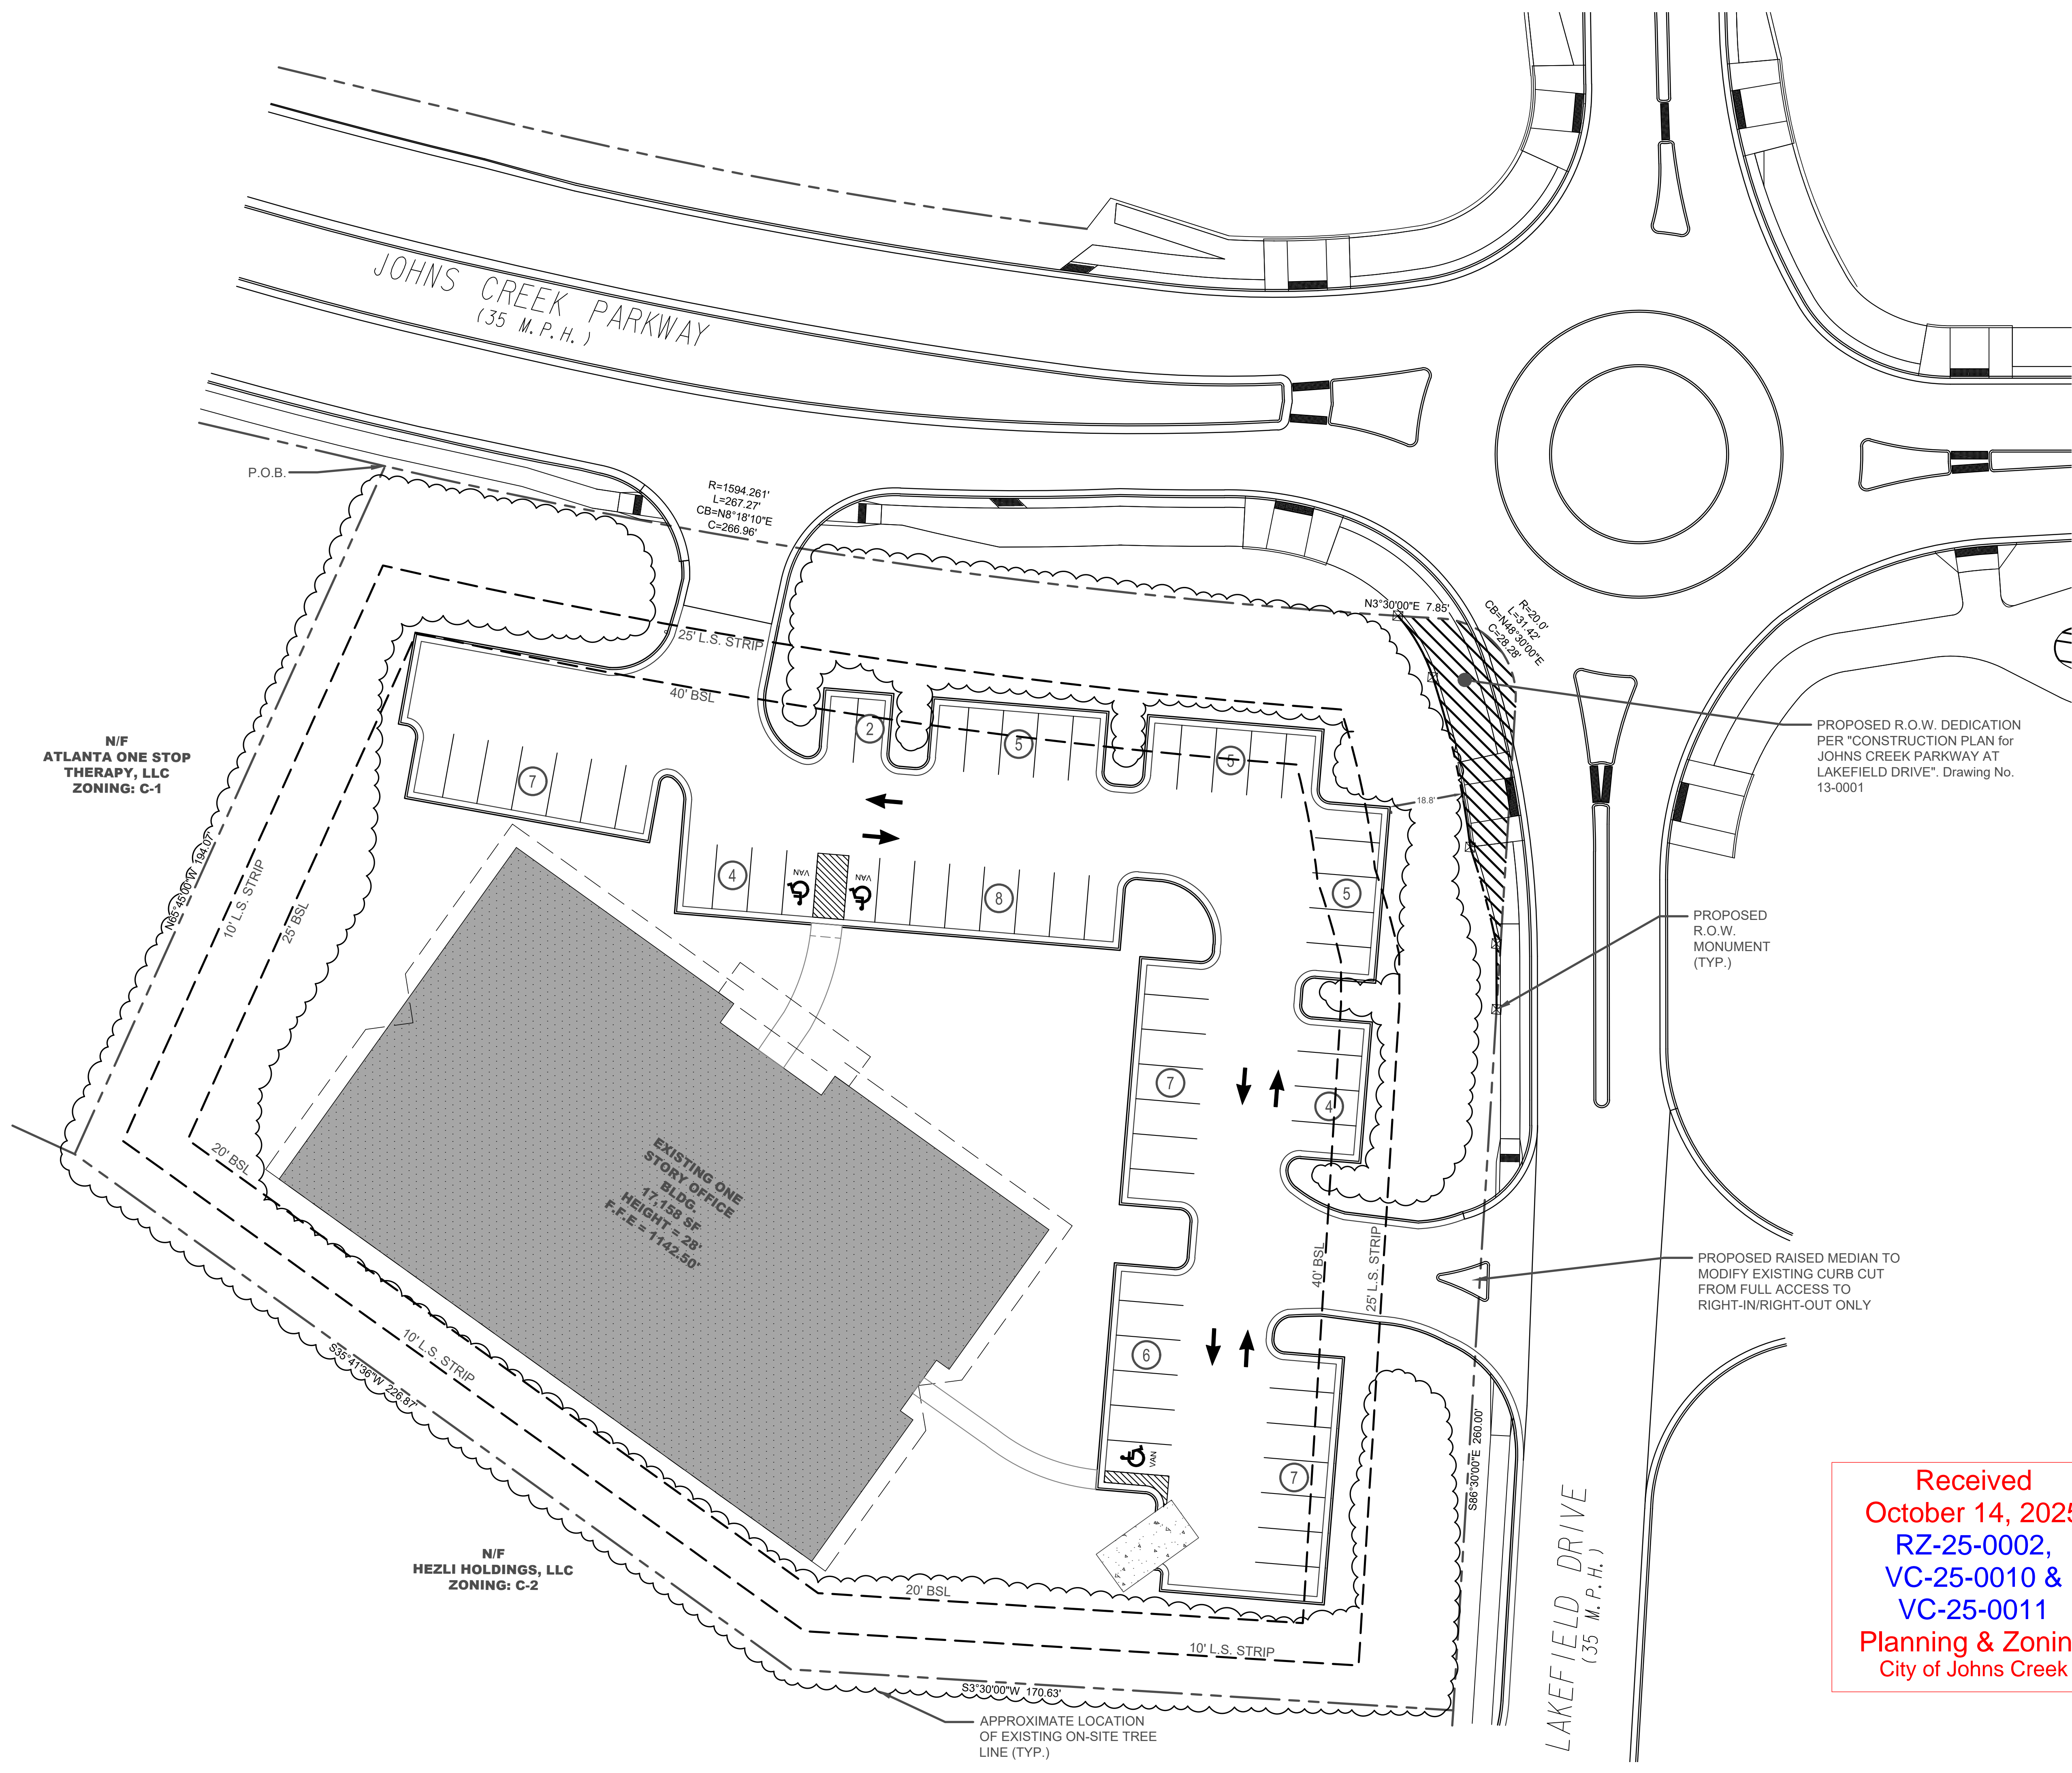 JOHNS CREEK PARKWAY
(35 M.P.H.)
P.O.B.
R=1594.261'
L=267.27'
CB=N8°18'10"E
C=266.96'
N3°30'00"E 7.85'
R=20.0'
L=31.42'
CB=N48°30'00"E
C=28.28'
25' L.S. STRIP
40' BSL
2
5
5
7
18.8'
PROPOSED R.O.W. DEDICATION
PER "CONSTRUCTION PLAN for
JOHNS CREEK PARKWAY AT
LAKEFIELD DRIVE". Drawing No.
13-0001
N/F
ATLANTA ONE STOP
THERAPY, LLC
ZONING: C-1
N65°45'00"W 194.07'
10' L.S. STRIP
25' BSL
4
VAN
VAN
8
5
PROPOSED
R.O.W.
MONUMENT
(TYP.)
7
4
20' BSL
EXISTING ONE
STORY OFFICE
BLDG.
17,158 SF
HEIGHT = 28'
F.F.E = 1142.50'
40' BSL
25' L.S. STRIP
PROPOSED RAISED MEDIAN TO
MODIFY EXISTING CURB CUT
FROM FULL ACCESS TO
RIGHT-IN/RIGHT-OUT ONLY
10' L.S. STRIP
S35°41'36"W 226.87'
6
VAN
7
S86°30'00"E 260.00'
N/F
HEZLI HOLDINGS, LLC
ZONING: C-2
20' BSL
10' L.S. STRIP
S3°30'00"W 170.63'
LAKEFIELD DRIVE
(35 M.P.H.)
APPROXIMATE LOCATION
OF EXISTING ON-SITE TREE
LINE (TYP.)
Received
October 14, 2025
RZ-25-0002,
VC-25-0010 &
VC-25-0011
Planning & Zonin
City of Johns Creek